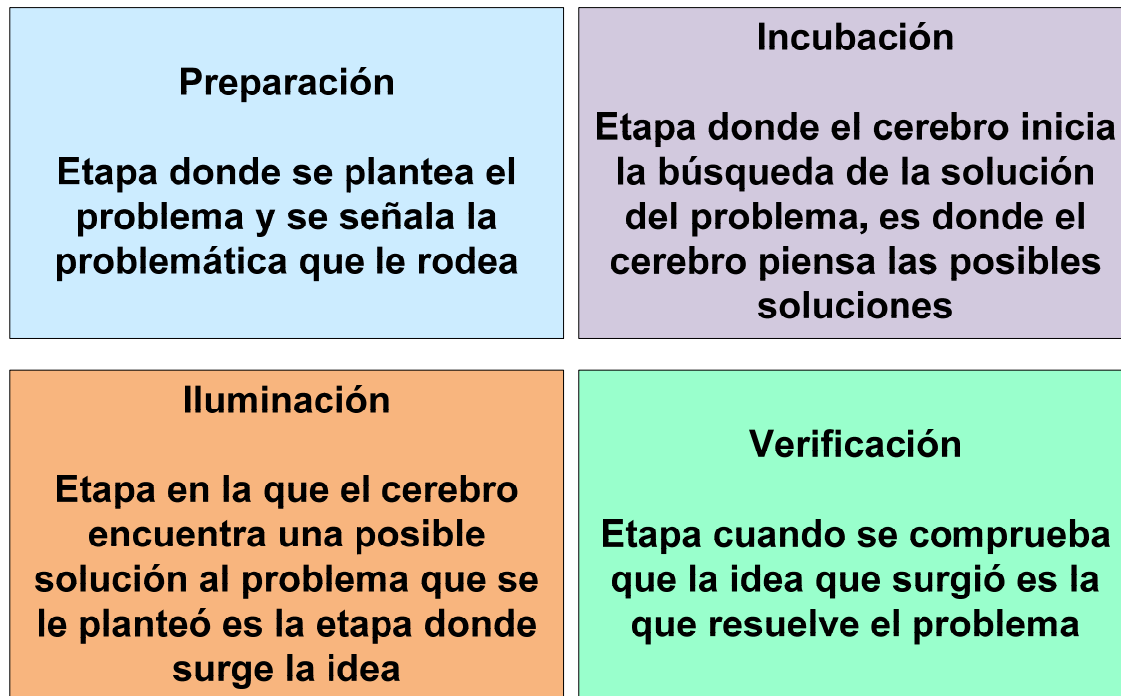 Preparación
Etapa donde se plantea el
problema y se señala la
problemática que le rodea
Incubación
Etapa donde el cerebro inicia
la búsqueda de la solución
del problema, es donde el
cerebro piensa las posibles
soluciones
Iluminación
Etapa en la que el cerebro
encuentra una posible
solución al problema que se
le planteó es la etapa donde
surge la idea
Verificación
Etapa cuando se comprueba
que la idea que surgió es la
que resuelve el problema